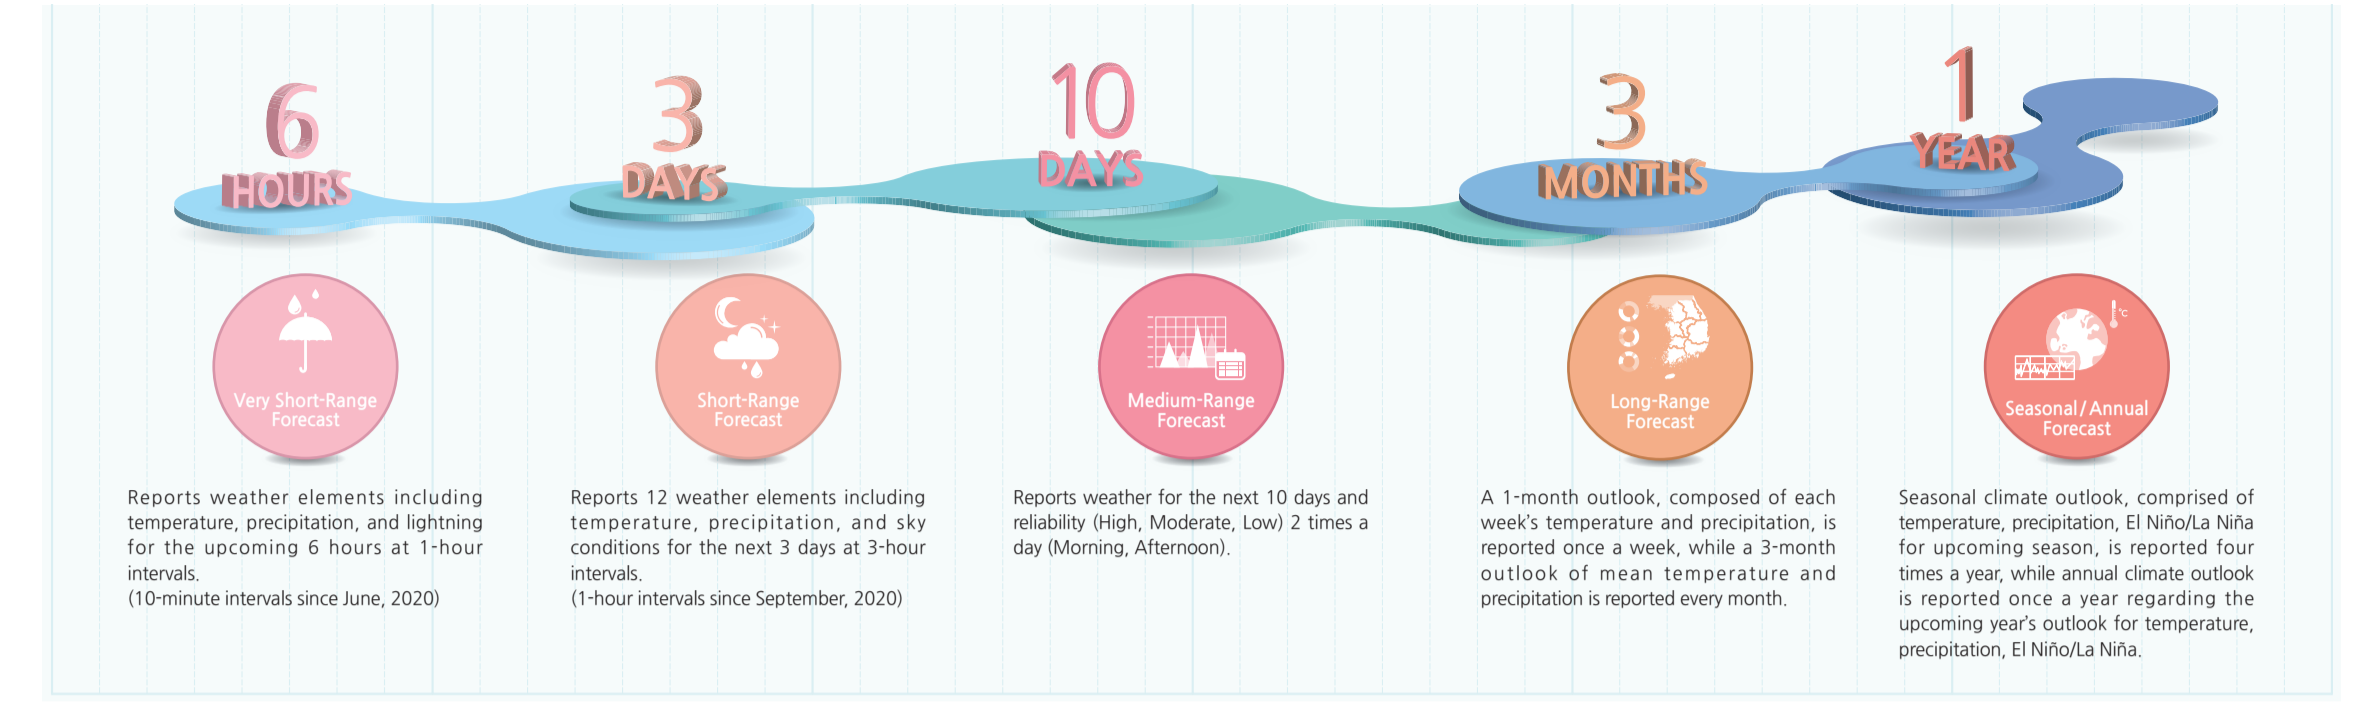 6
HOURS
3
DAYS
10
DAYS
3
MONTHS
1
YEAR
Very Short-Range
Forecast
Short-Range
Forecast
Medium-Range
Forecast
Long-Range
Forecast
°C
Seasonal / Annual
Forecast
Reports weather elements including
temperature, precipitation, and lightning
for the upcoming 6 hours at 1-hour
intervals.
(10-minute intervals since June, 2020)
Reports 12 weather elements including
temperature, precipitation, and sky
conditions for the next 3 days at 3-hour
intervals.
(1-hour intervals since September, 2020)
Reports weather for the next 10 days and
reliability (High, Moderate, Low) 2 times a
day (Morning, Afternoon).
A 1-month outlook, composed of each
week's temperature and precipitation, is
reported once a week, while a 3-month
outlook of mean temperature and
precipitation is reported every month.
Seasonal climate outlook, comprised of
temperature, precipitation, El Niño/La Niña
for upcoming season, is reported four
times a year, while annual climate outlook
is reported once a year regarding the
upcoming year's outlook for temperature,
precipitation, El Niño/La Niña.